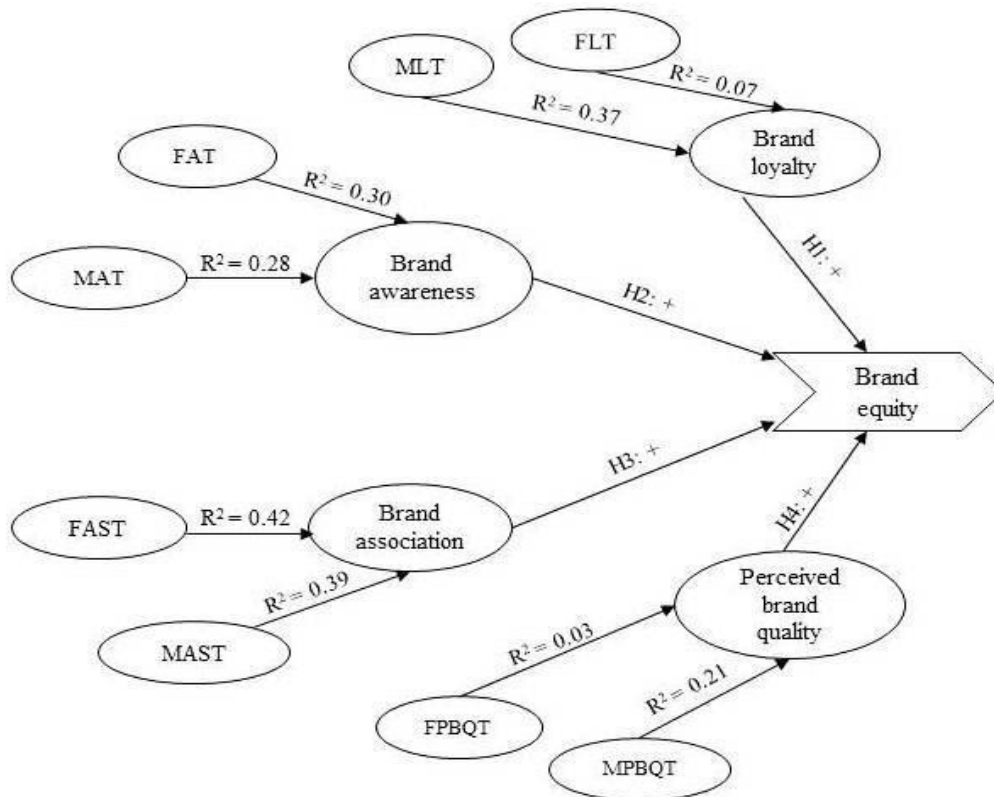 FLT
MLT
R² = 0.07
R² = 0.37
Brand
loyalty
FAT
R² = 0.30
MAT
R² = 0.28
Brand
awareness
H1: +
H2: +
Brand
equity
H3: +
H4: +
FAST
R² = 0.42
Brand
association
MAST
R² = 0.39
Perceived
brand
quality
R² = 0.03
R² = 0.21
FPBQT
MPBQT